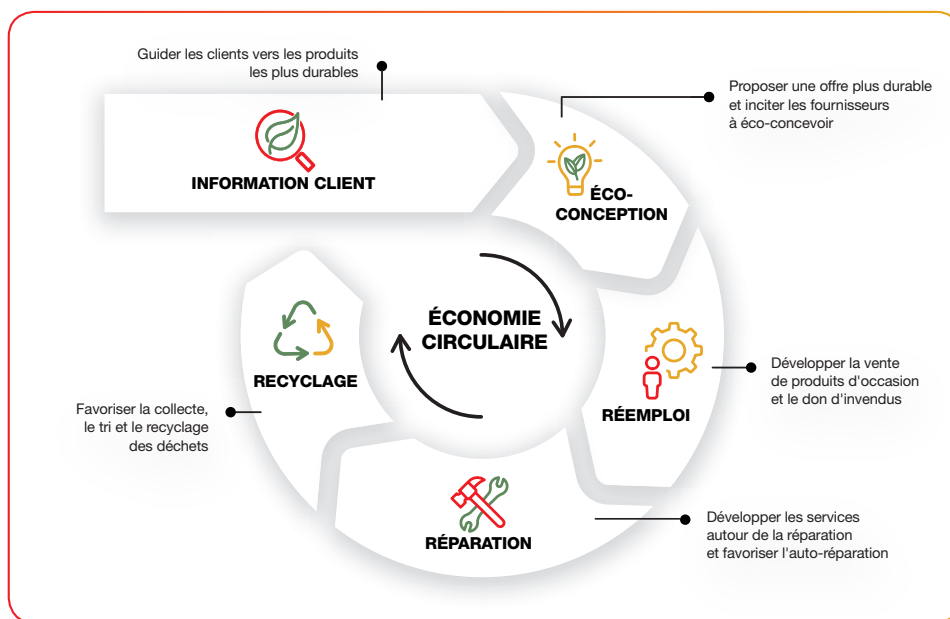 Guider les clients vers les produits
les plus durables
INFORMATION CLIENT
Proposer une offre plus durable
et inciter les fournisseurs
à éco-concevoir
ÉCO-
CONCEPTION
ÉCONOMIE
CIRCULAIRE
Développer la vente
de produits d'occasion
et le don d'invendus
RÉEMPLOI
Développer les services
autour de la réparation
et favoriser l'auto-réparation
RÉPARATION
RECYCLAGE
Favoriser la collecte,
le tri et le recyclage
des déchets